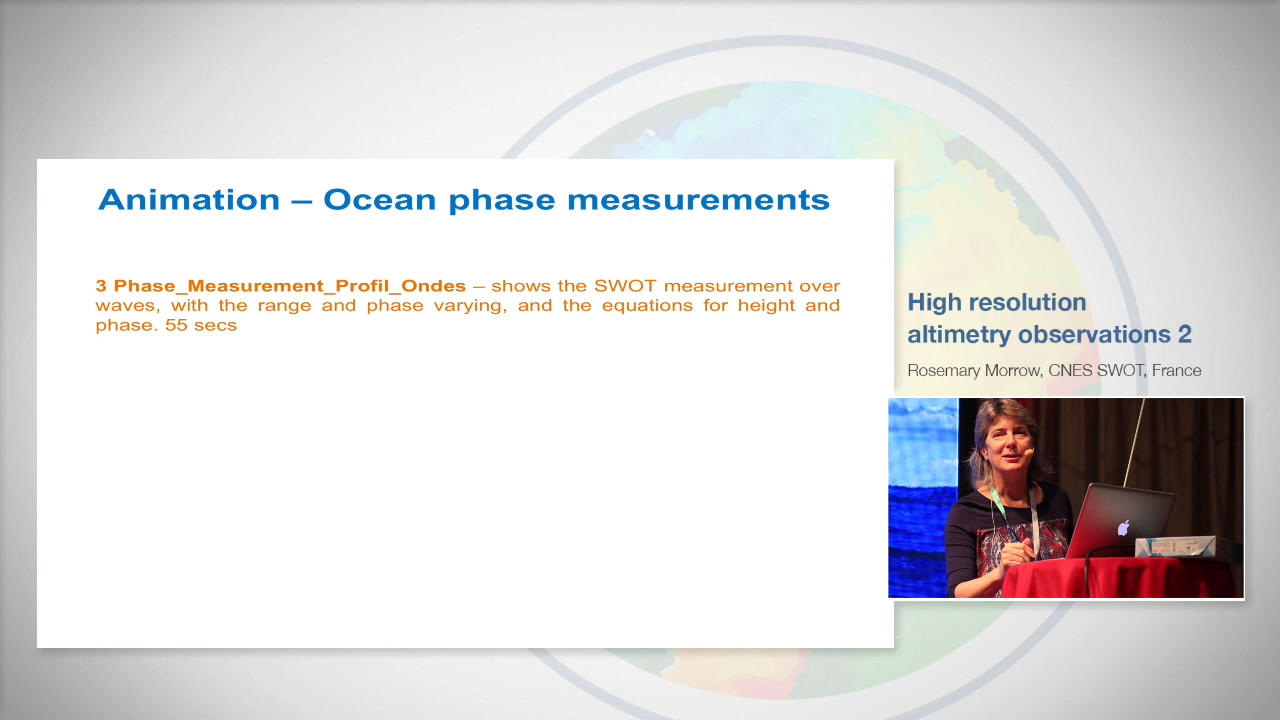 Animation – Ocean phase measurements
3 Phase_Measurement_Profil_Ondes – shows the SWOT measurement over
waves, with the range and phase varying, and the equations for height and
phase. 55 secs
High resolution
altimetry observations 2
Rosemary Morrow, CNES SWOT, France